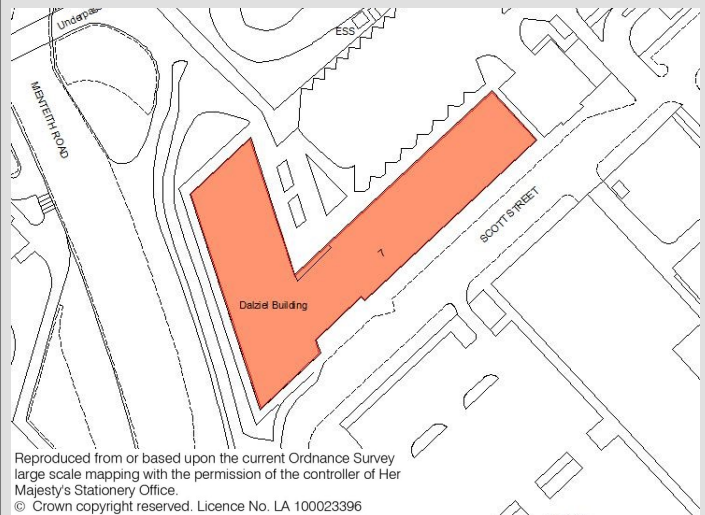 Underpass
ESS
MENTEITH ROAD
SCOTT STREET
7
Dalziel Building
Reproduced from or based upon the current Ordnance Survey
large scale mapping with the permission of the controller of Her
Majesty's Stationery Office.
© Crown copyright reserved. Licence No. LA 100023396